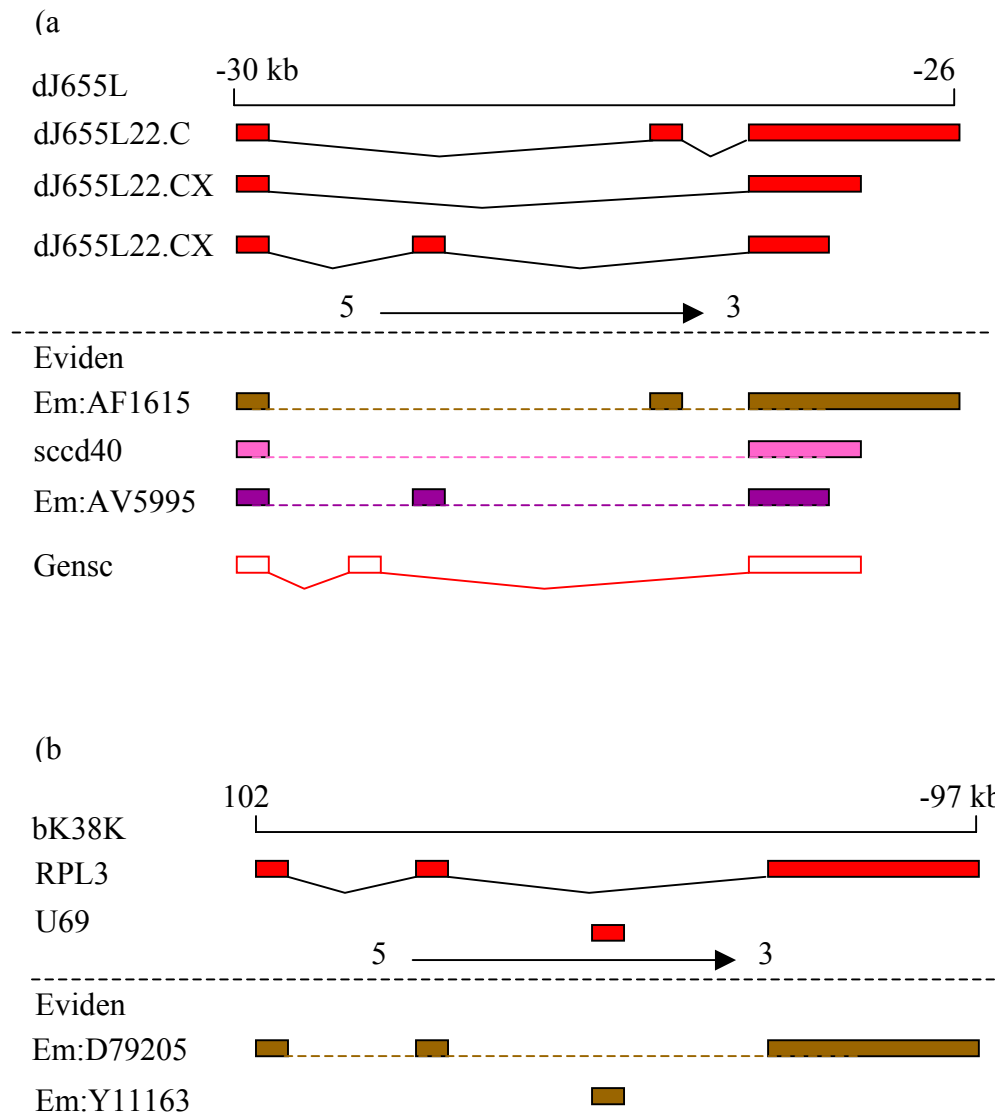 (a
-30 kb -26
dJ655L
dJ655L22.C
dJ655L22.CX
dJ655L22.CX
5 3
Eviden
Em:AF1615
sccd40
Em:AV5995
Gensc
(b
102 -97 kb
bK38K
RPL3
U69
5 3
Eviden
Em:D79205
Em:Y11163